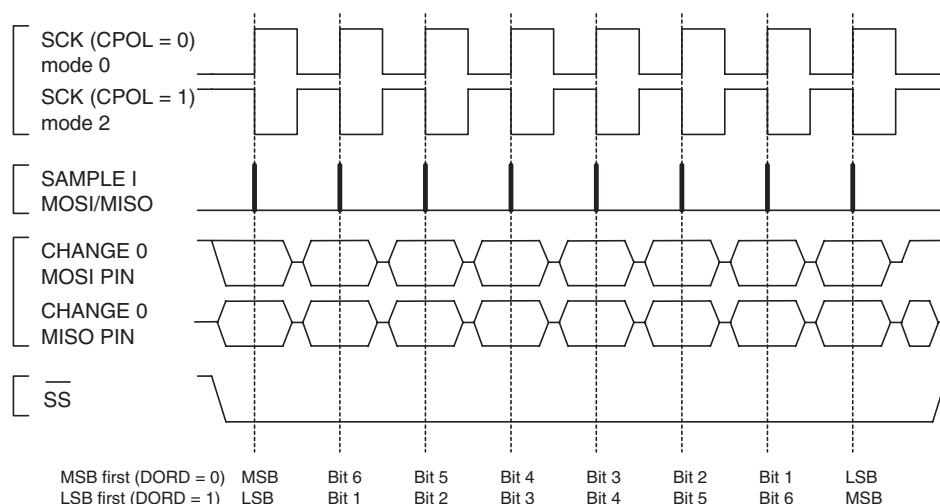 SCK (CPOL = 0)
mode 0
SCK (CPOL = 1)
mode 2
SAMPLE I
MOSI/MISO
CHANGE 0
MOSI PIN
CHANGE 0
MISO PIN
SS
MSB first (DORD = 0) MSB Bit 6 Bit 5 Bit 4 Bit 3 Bit 2 Bit 1 LSB
LSB first (DORD = 1) LSB Bit 1 Bit 2 Bit 3 Bit 4 Bit 5 Bit 6 MSB